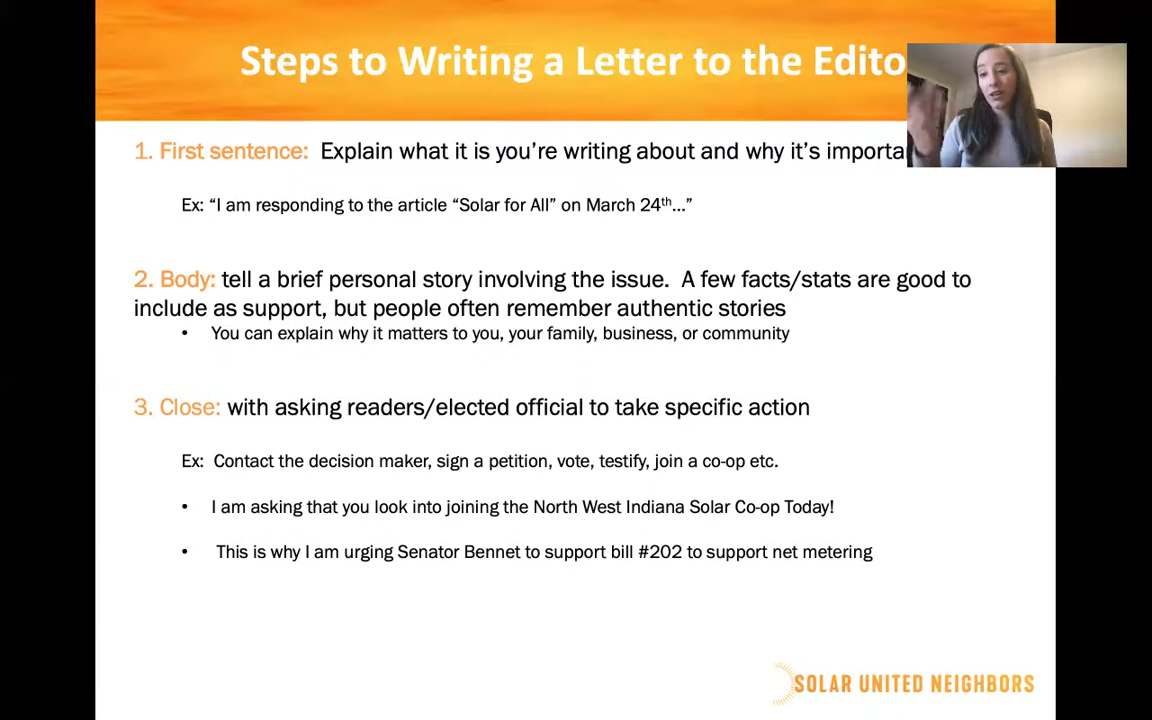 Steps to Writing a Letter to the Edito
1. First sentence: Explain what it is you’re writing about and why it’s importa
Ex: “I am responding to the article “Solar for All” on March 24th…”
2. Body: tell a brief personal story involving the issue. A few facts/stats are good to
include as support, but people often remember authentic stories
• You can explain why it matters to you, your family, business, or community
3. Close: with asking readers/elected official to take specific action
Ex: Contact the decision maker, sign a petition, vote, testify, join a co-op etc.
• I am asking that you look into joining the North West Indiana Solar Co-op Today!
• This is why I am urging Senator Bennet to support bill #202 to support net metering
SOLAR UNITED NEIGHBORS